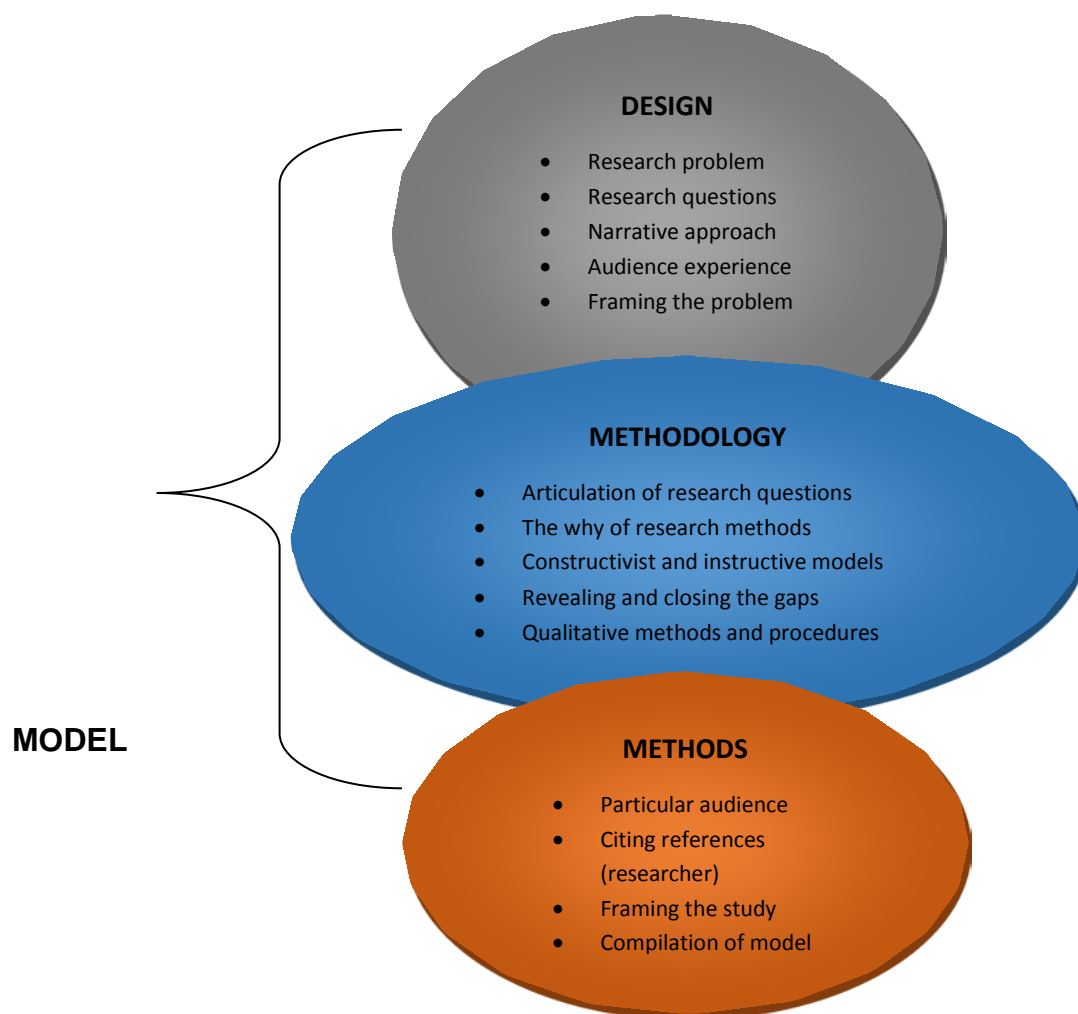 DESIGN
• Research problem
• Research questions
• Narrative approach
• Audience experience
• Framing the problem
METHODOLOGY
• Articulation of research questions
• The why of research methods
• Constructivist and instructive models
• Revealing and closing the gaps
• Qualitative methods and procedures
MODEL
METHODS
• Particular audience
• Citing references
(researcher)
• Framing the study
• Compilation of model